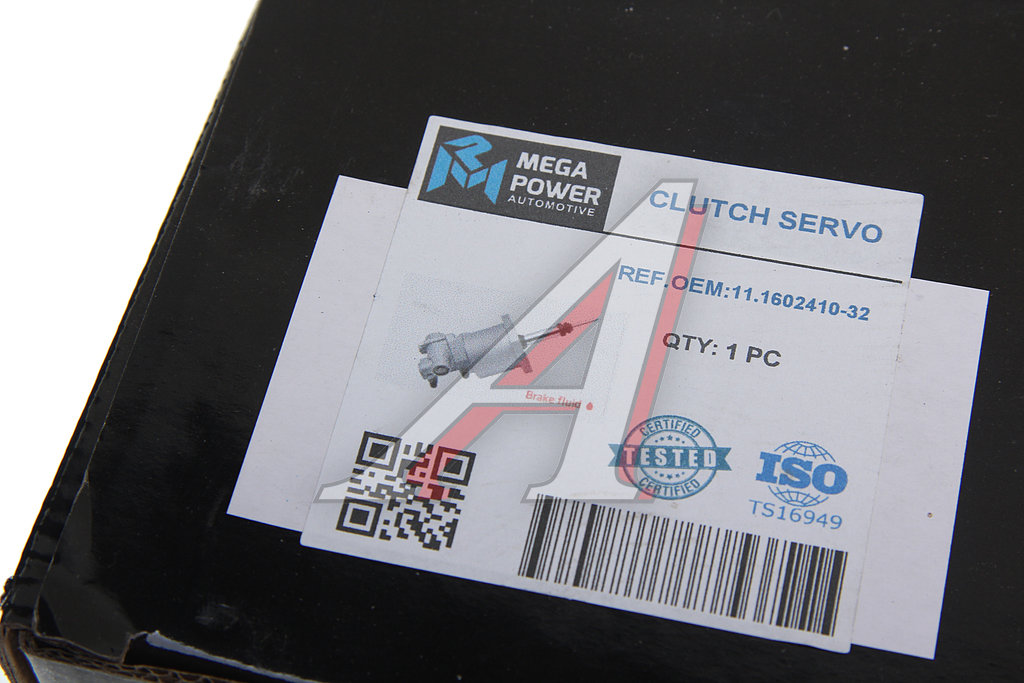 MEGA
POWER
AUTOMOTIVE
CLUTCH SERVO
REF.OEM:11.1602410-32
QTY: 1 PC
Brake fluid
CERTIFIED
TESTED
CERTIFIED
ISO
TS16949